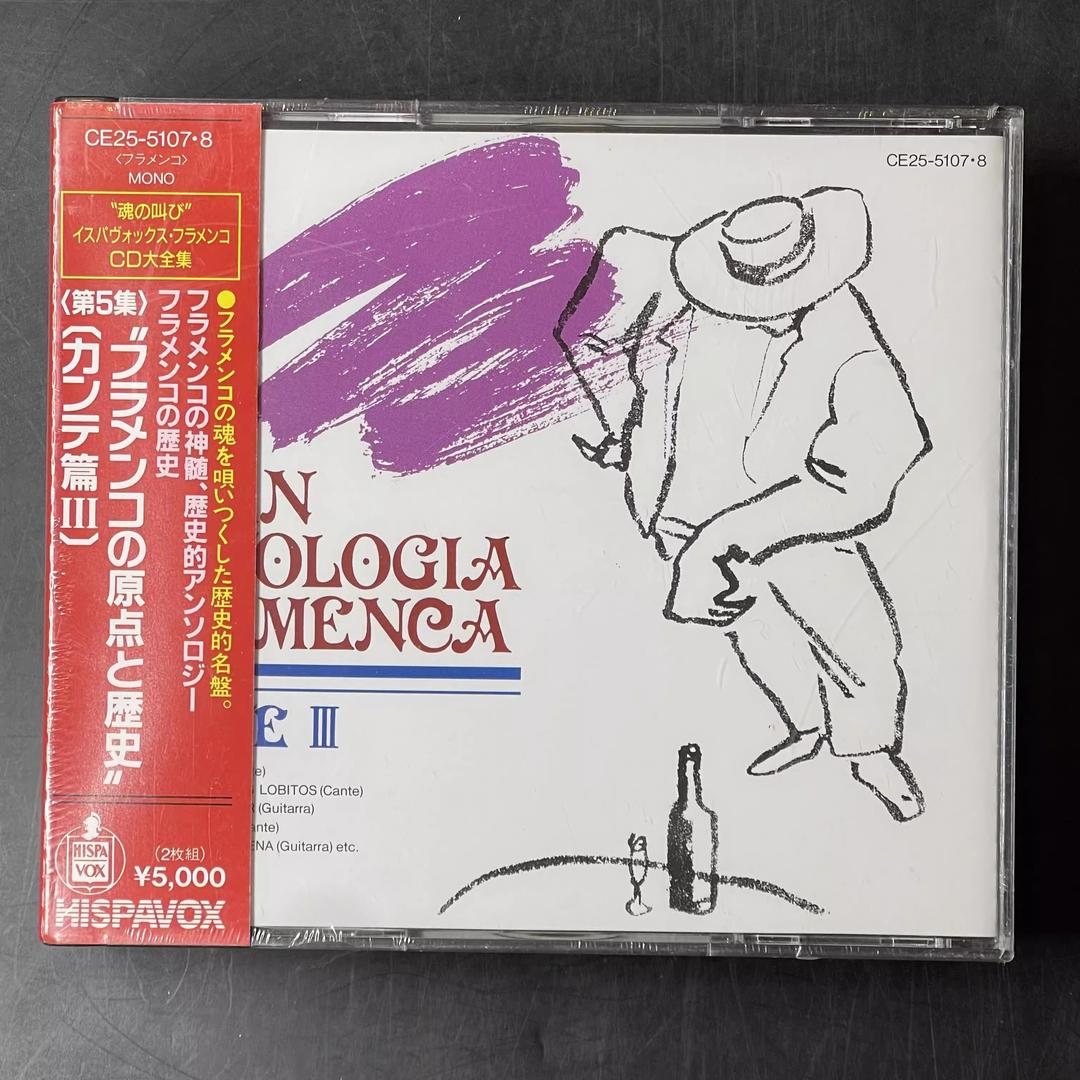 CE25-5107・8
〈フラメンコ〉
MONO
"魂の叫び"
イスパヴォックス・フラメンコ
CD大全集
●フラメンコの魂を唄いつくした歴史的名盤。
フラメンコの神髄、歴史的アンソロジー
フラメンコの歴史
〈第5集〉"フラメンコの原点と歴史"
(カンテ篇III)
HISPA
VOX
(2枚組)
¥5,000
HISPAVOX
CE25-5107・8
N
OLOGIA
MENCA
E III
e)
LOBITOS (Cante)
(Guitarra)
ante)
ENA (Guitarra) etc.